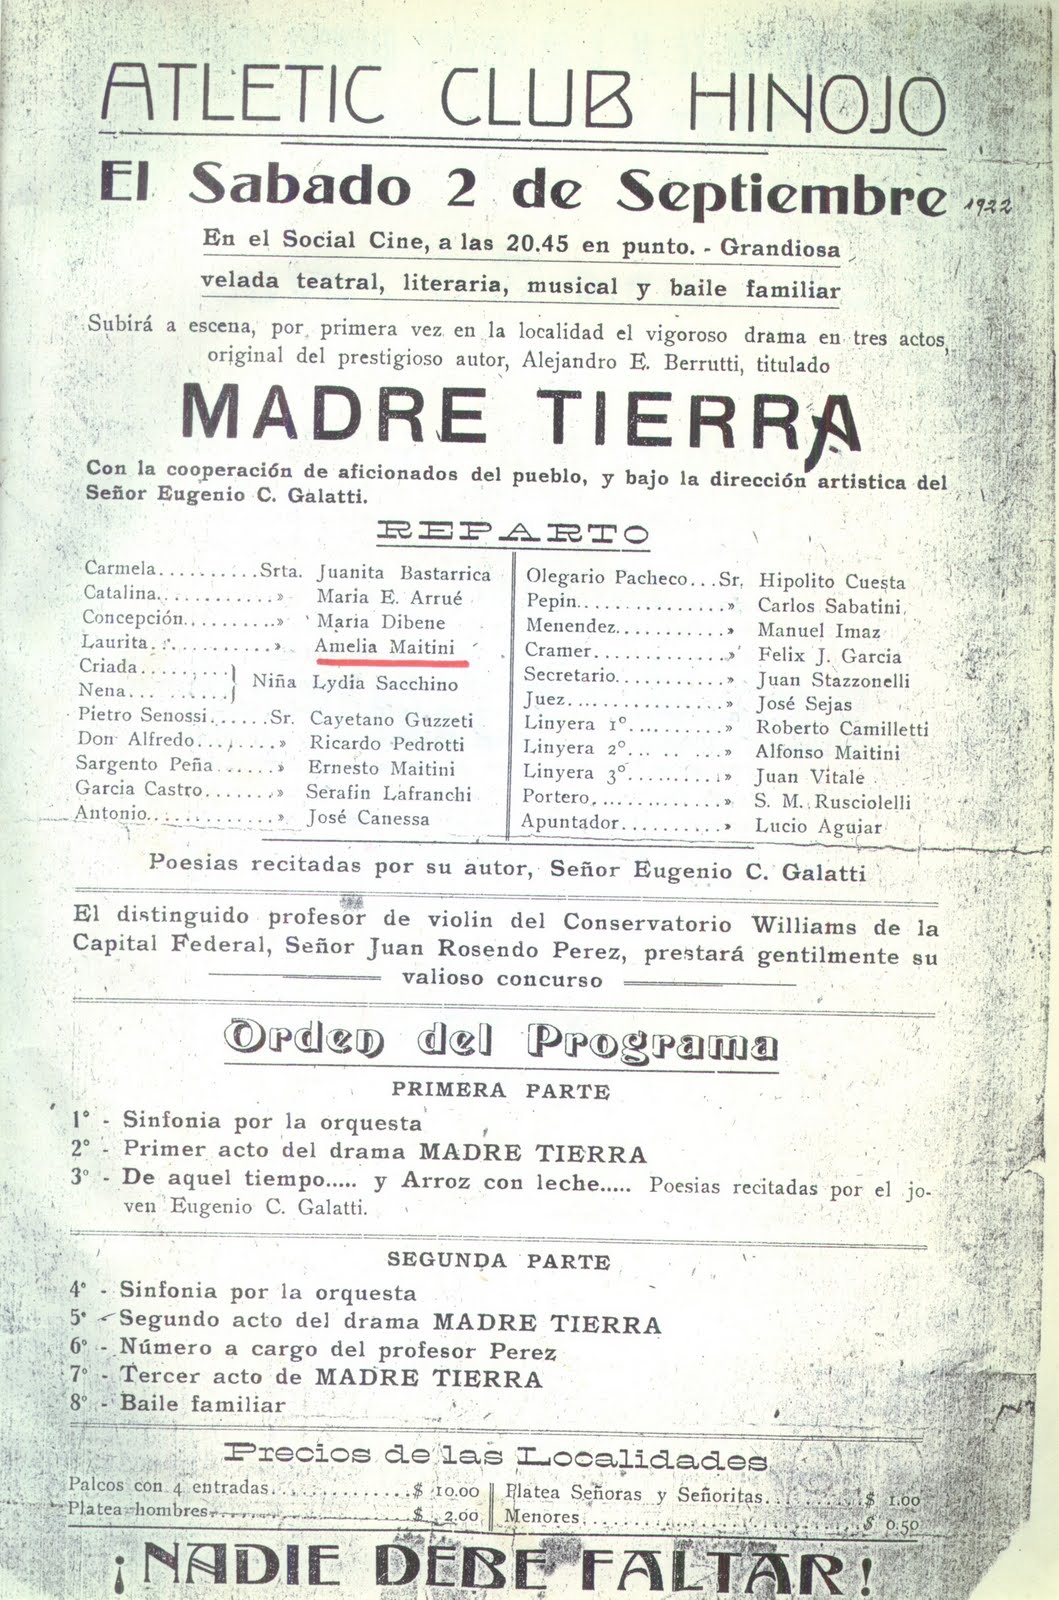 ATLETIC CLUB HINOJO
El Sabado 2 de Septiembre 1922
En el Social Cine, a las 20.45 en punto. - Grandiosa
velada teatral, literaria, musical y baile familiar
Subirá a escena, por primera vez en la localidad el vigoroso drama en tres actos,
original del prestigioso autor, Alejandro E. Berrutti, titulado
MADRE TIERRA
Con la cooperación de aficionados del pueblo, y bajo la dirección artistica del
Señor Eugenio C. Galatti.
REPARTO
Carmela..........Srta. Juanita Bastarrica
Catalina............» Maria E. Arrué
Concepción..........» Maria Dibene
Laurita.............» Amelia Maitini
Criada..........
Nena... .......
Niña Lydia Sacchino
Pietro Senossi......Sr. Cayetano Guzzeti
Don Alfredo.........» Ricardo Pedrotti
Sargento Peña.......» Ernesto Maitini
Garcia Castro........» Serafin Lafranchi
Antonio.............» José Canessa
Olegario Pacheco...Sr. Hipolito Cuesta
Pepin...............» Carlos Sabatini
Menendez............» Manuel Imaz
Cramer..............» Felix J. Garcia
Secretario...........» Juan Stazzonelli
Juez................» José Sejas
Linyera 1º..........» Roberto Camilletti
Linyera 2º... .. ...» Alfonso Maitini
Linyera 3º..........» Juan Vitale
Portero..............» S. M. Rusciolelli
Apuntador...........» Lucio Aguiar
Poesias recitadas por su autor, Señor Eugenio C. Galatti
El distinguido profesor de violin del Conservatorio Williams de la
Capital Federal, Señor Juan Rosendo Perez, prestará gentilmente su
valioso concurso
Orden del Programa
PRIMERA PARTE
1º - Sinfonia por la orquesta
2º - Primer acto del drama MADRE TIERRA
3º - De aquel tiempo..... y Arroz con leche..... Poesias recitadas por el jo-
ven Eugenio C. Galatti.
SEGUNDA PARTE
4º - Sinfonia por la orquesta
5º - Segundo acto del drama MADRE TIERRA
6º - Número a cargo del profesor Perez
7º - Tercer acto de MADRE TIERRA
8º - Baile familiar
Precios de las Localidades
Palcos con 4 entradas..............$ 10.00
Platea hombres...................$ 2.00
Platea Señoras y Señoritas..........$ 1.00
Menores..........................$ 0.50
¡NADIE DEBE FALTAR!